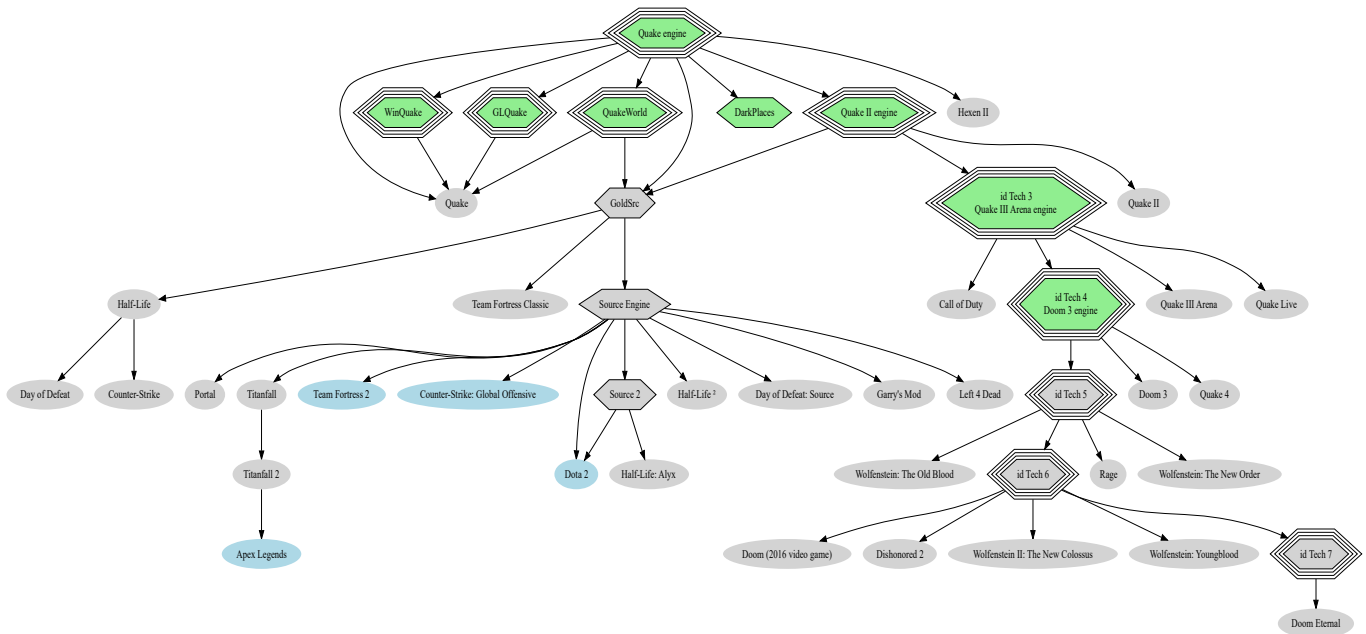 Quake engine
WinQuake
GLQuake
QuakeWorld
DarkPlaces
Quake II engine
Hexen II
Quake
GoldSrc
id Tech 3
Quake III Arena engine
Quake II
Half-Life
Team Fortress Classic
Source Engine
Call of Duty
id Tech 4
Doom 3 engine
Quake III Arena
Quake Live
Day of Defeat
Counter-Strike
Portal
Titanfall
Team Fortress 2
Counter-Strike: Global Offensive
Source 2
Half-Life ²
Day of Defeat: Source
Garry's Mod
Left 4 Dead
id Tech 5
Doom 3
Quake 4
Titanfall 2
Dota 2
Half-Life: Alyx
Wolfenstein: The Old Blood
id Tech 6
Rage
Wolfenstein: The New Order
Apex Legends
Doom (2016 video game)
Dishonored 2
Wolfenstein II: The New Colossus
Wolfenstein: Youngblood
id Tech 7
Doom Eternal